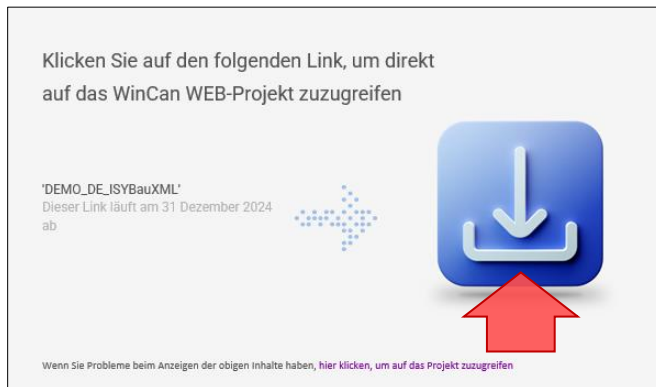 Klicken Sie auf den folgenden Link, um direkt
auf das WinCan WEB-Projekt zuzugreifen
'DEMO_DE_ISYBauXML'
Dieser Link läuft am 31 Dezember 2024
ab
Wenn Sie Probleme beim Anzeigen der obigen Inhalte haben, hier klicken, um auf das Projekt zuzugreifen